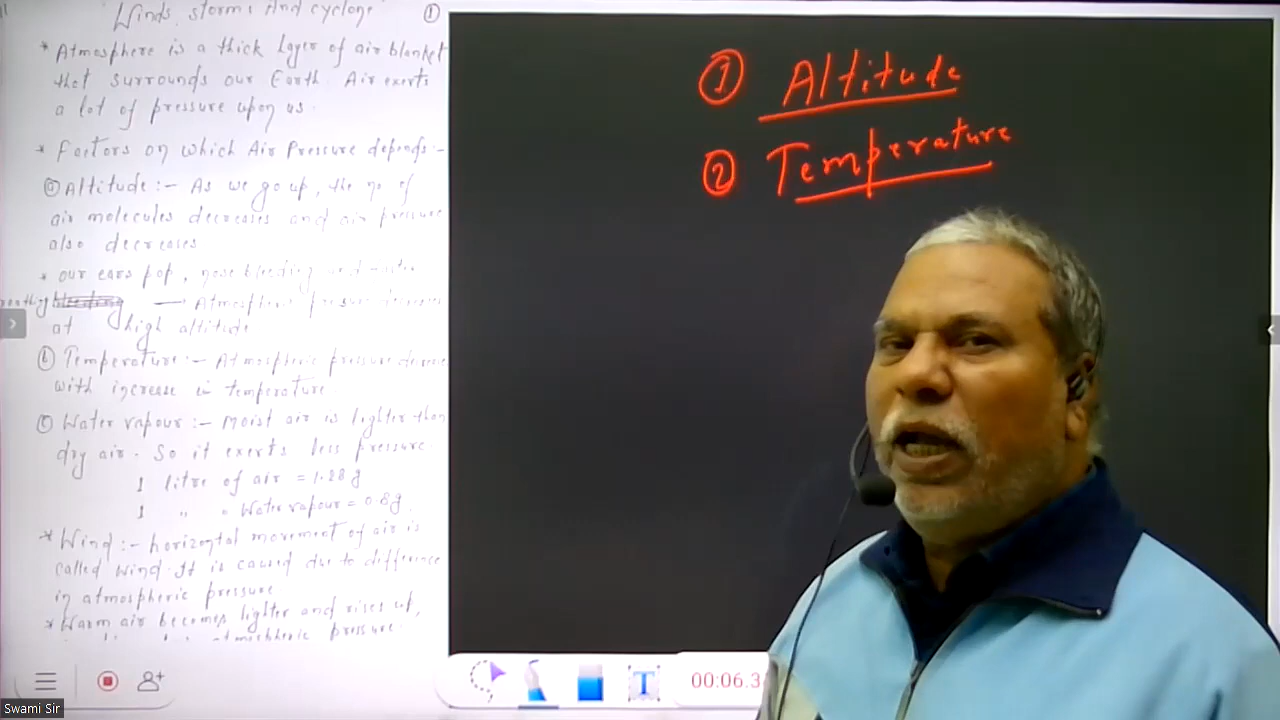 Winds, storms And cyclone ①
* Atmosphere is a thick layer of air blanket
that surrounds our Earth. Air exerts
a lot of pressure upon us.
* Factors on which Air Pressure depends:-
ⓐ Altitude :- As we go up, the no of
air molecules decreases and air pressure
also decreases
* our ears pop, nose bleeding and
— Atmospheric pressure decreases
at high altitude
ⓑ Temperature :- Atmospheric pressure
with increase in temperature
ⓒ Water vapour :- Moist air is lighter than
dry air. So it exerts less pressure.
1 litre of air = 1.28 g
1 " " Water vapour = 0.8g
* Wind :- horizontal movement of air is
called wind. It is caused due to difference
in atmospheric pressure
* Warm air becomes lighter and rises up,
atmospheric pressure.
① Altitude
② Temperature
T
00:06.3
Swami Sir